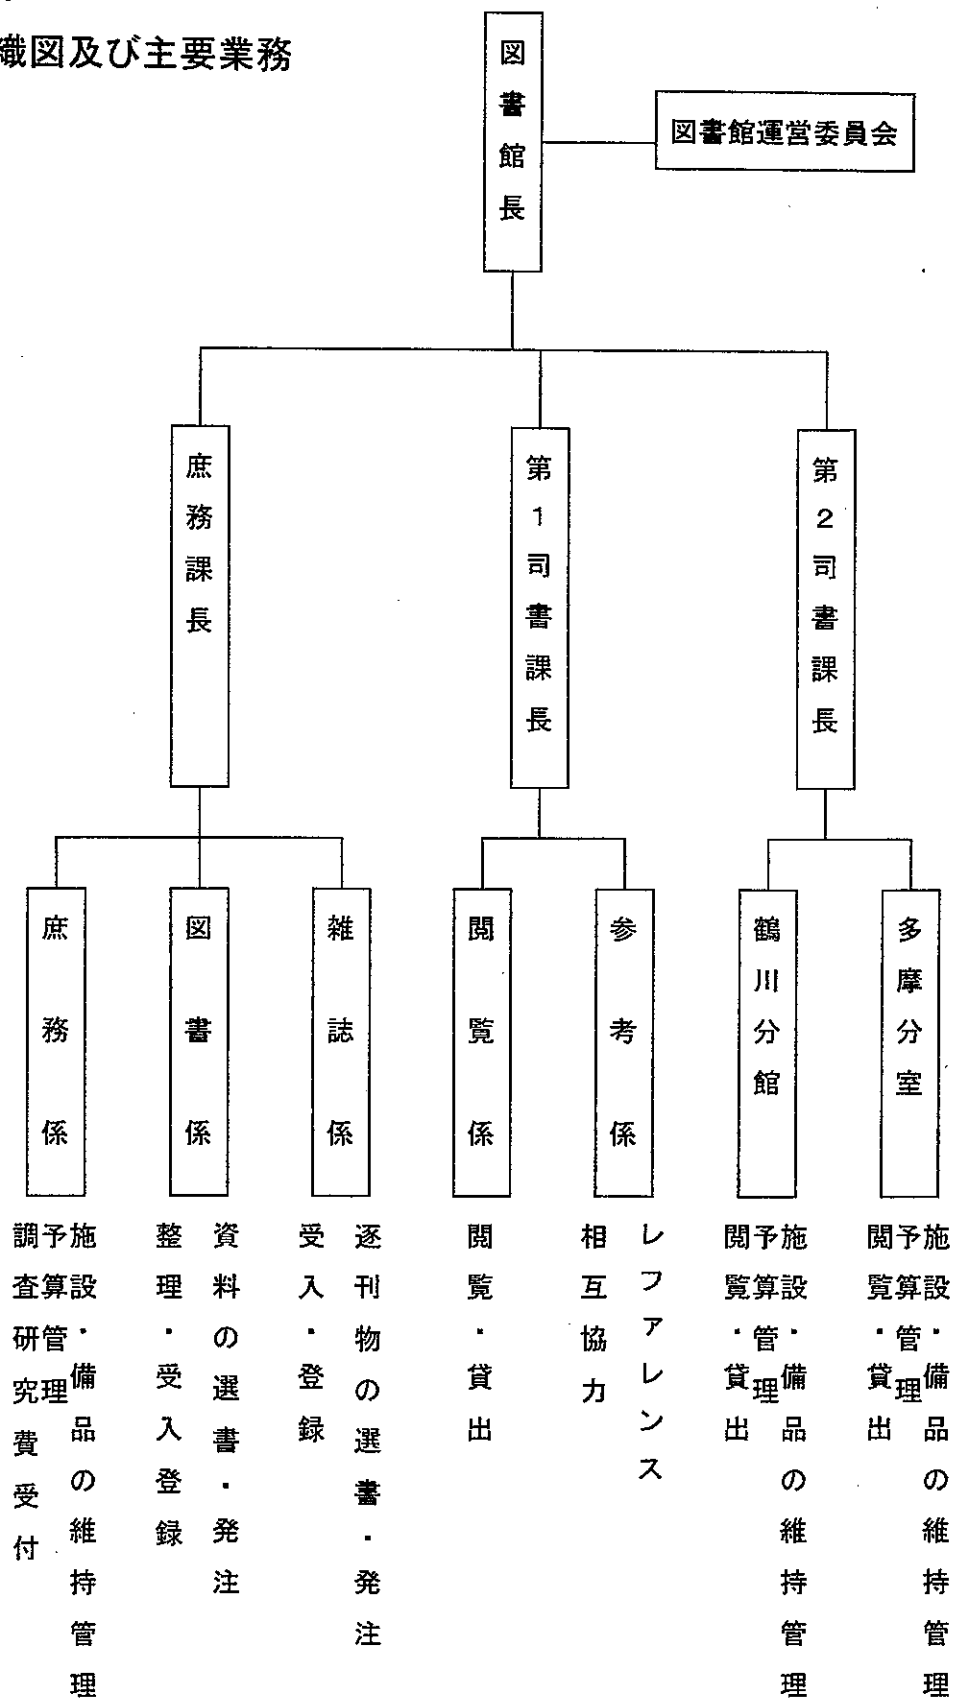 織図及び主要業務
図書館長
図書館運営委員会
庶務課長
第1司書課長
第2司書課長
庶務係
図書係
雑誌係
閲覧係
参考係
鶴川分館
多摩分室
施設・備品の維持管理
予算管理
調査研究費受付
資料の選書・発注
整理・受入登録
逐刊物の選書・発注
受入・登録
閲覧・貸出
レファレンス
相互協力
施設・備品の維持管理
予算管理
閲覧・貸出
施設・備品の維持管理
予算管理
閲覧・貸出